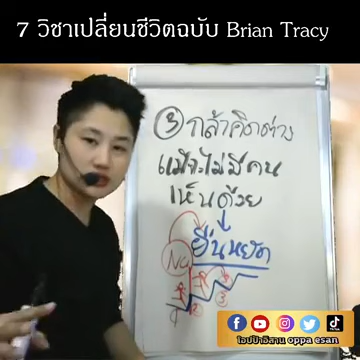 7 วิชาเปลี่ยนชีวิตฉบับ Brian Tracy
③ กล้าคิดต่าง
แม้จะไม่มีคน
เห็นด้วย
ยืนหยัด
No
โอปป้าอีสาน oppa esan
TikTok